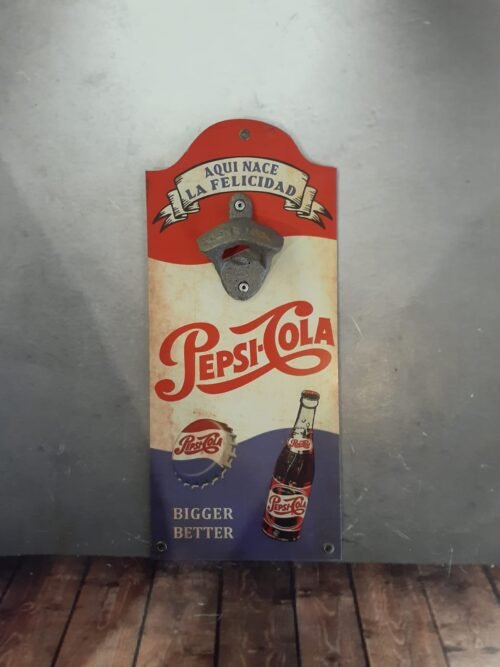 AQUI NACE
LA FELICIDAD
PEPSI-COLA
PEPSI-COLA
PEPSI-COLA
BIGGER
BETTER